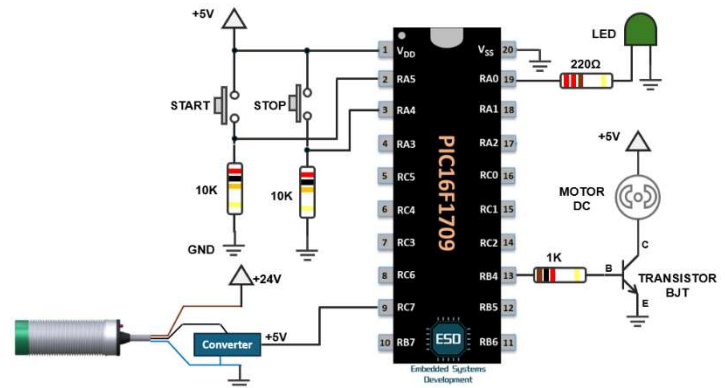 +5V
START
STOP
10K
10K
GND
+24V
Converter
+5V
1 VDD
2 RA5
3 RA4
4 RA3
5 RC5
6 RC4
7 RC3
8 RC6
9 RC7
10 RB7
PIC16F1709
VSS 20
RA0 19
RA1 18
RA2 17
RC0 16
RC1 15
RC2 14
RB4 13
RB5 12
RB6 11
ESD
Embedded Systems
Development
LED
220Ω
+5V
MOTOR
DC
1K
B
C
E
TRANSISTOR
BJT